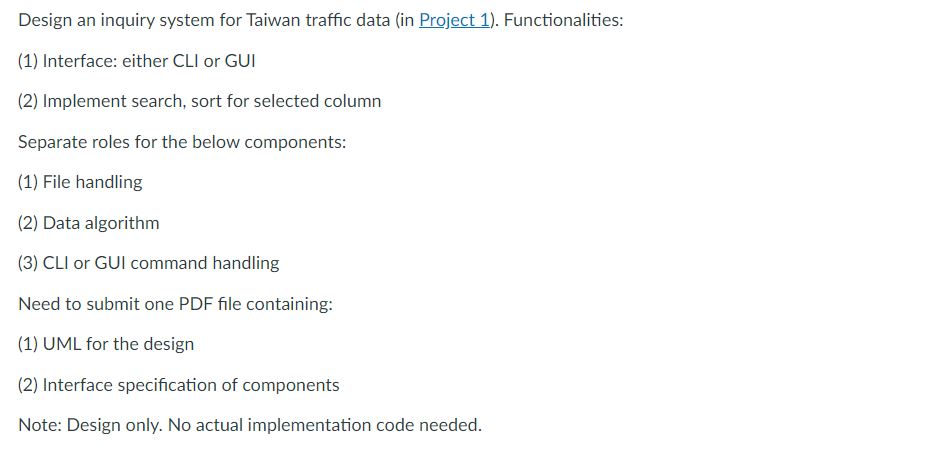 Design an inquiry system for Taiwan traffic data (in Project 1). Functionalities:
(1) Interface: either CLI or GUI
(2) Implement search, sort for selected column
Separate roles for the below components:
(1) File handling
(2) Data algorithm
(3) CLI or GUI command handling
Need to submit one PDF file containing:
(1) UML for the design
(2) Interface specification of components
Note: Design only. No actual implementation code needed.